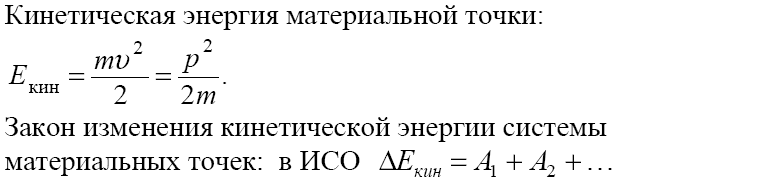 Кинетическая энергия материальной точки:
E_кин = mυ²/2 = p²/2m.
Закон изменения кинетической энергии системы
материальных точек: в ИСО ΔE_кин = A₁ + A₂ + …